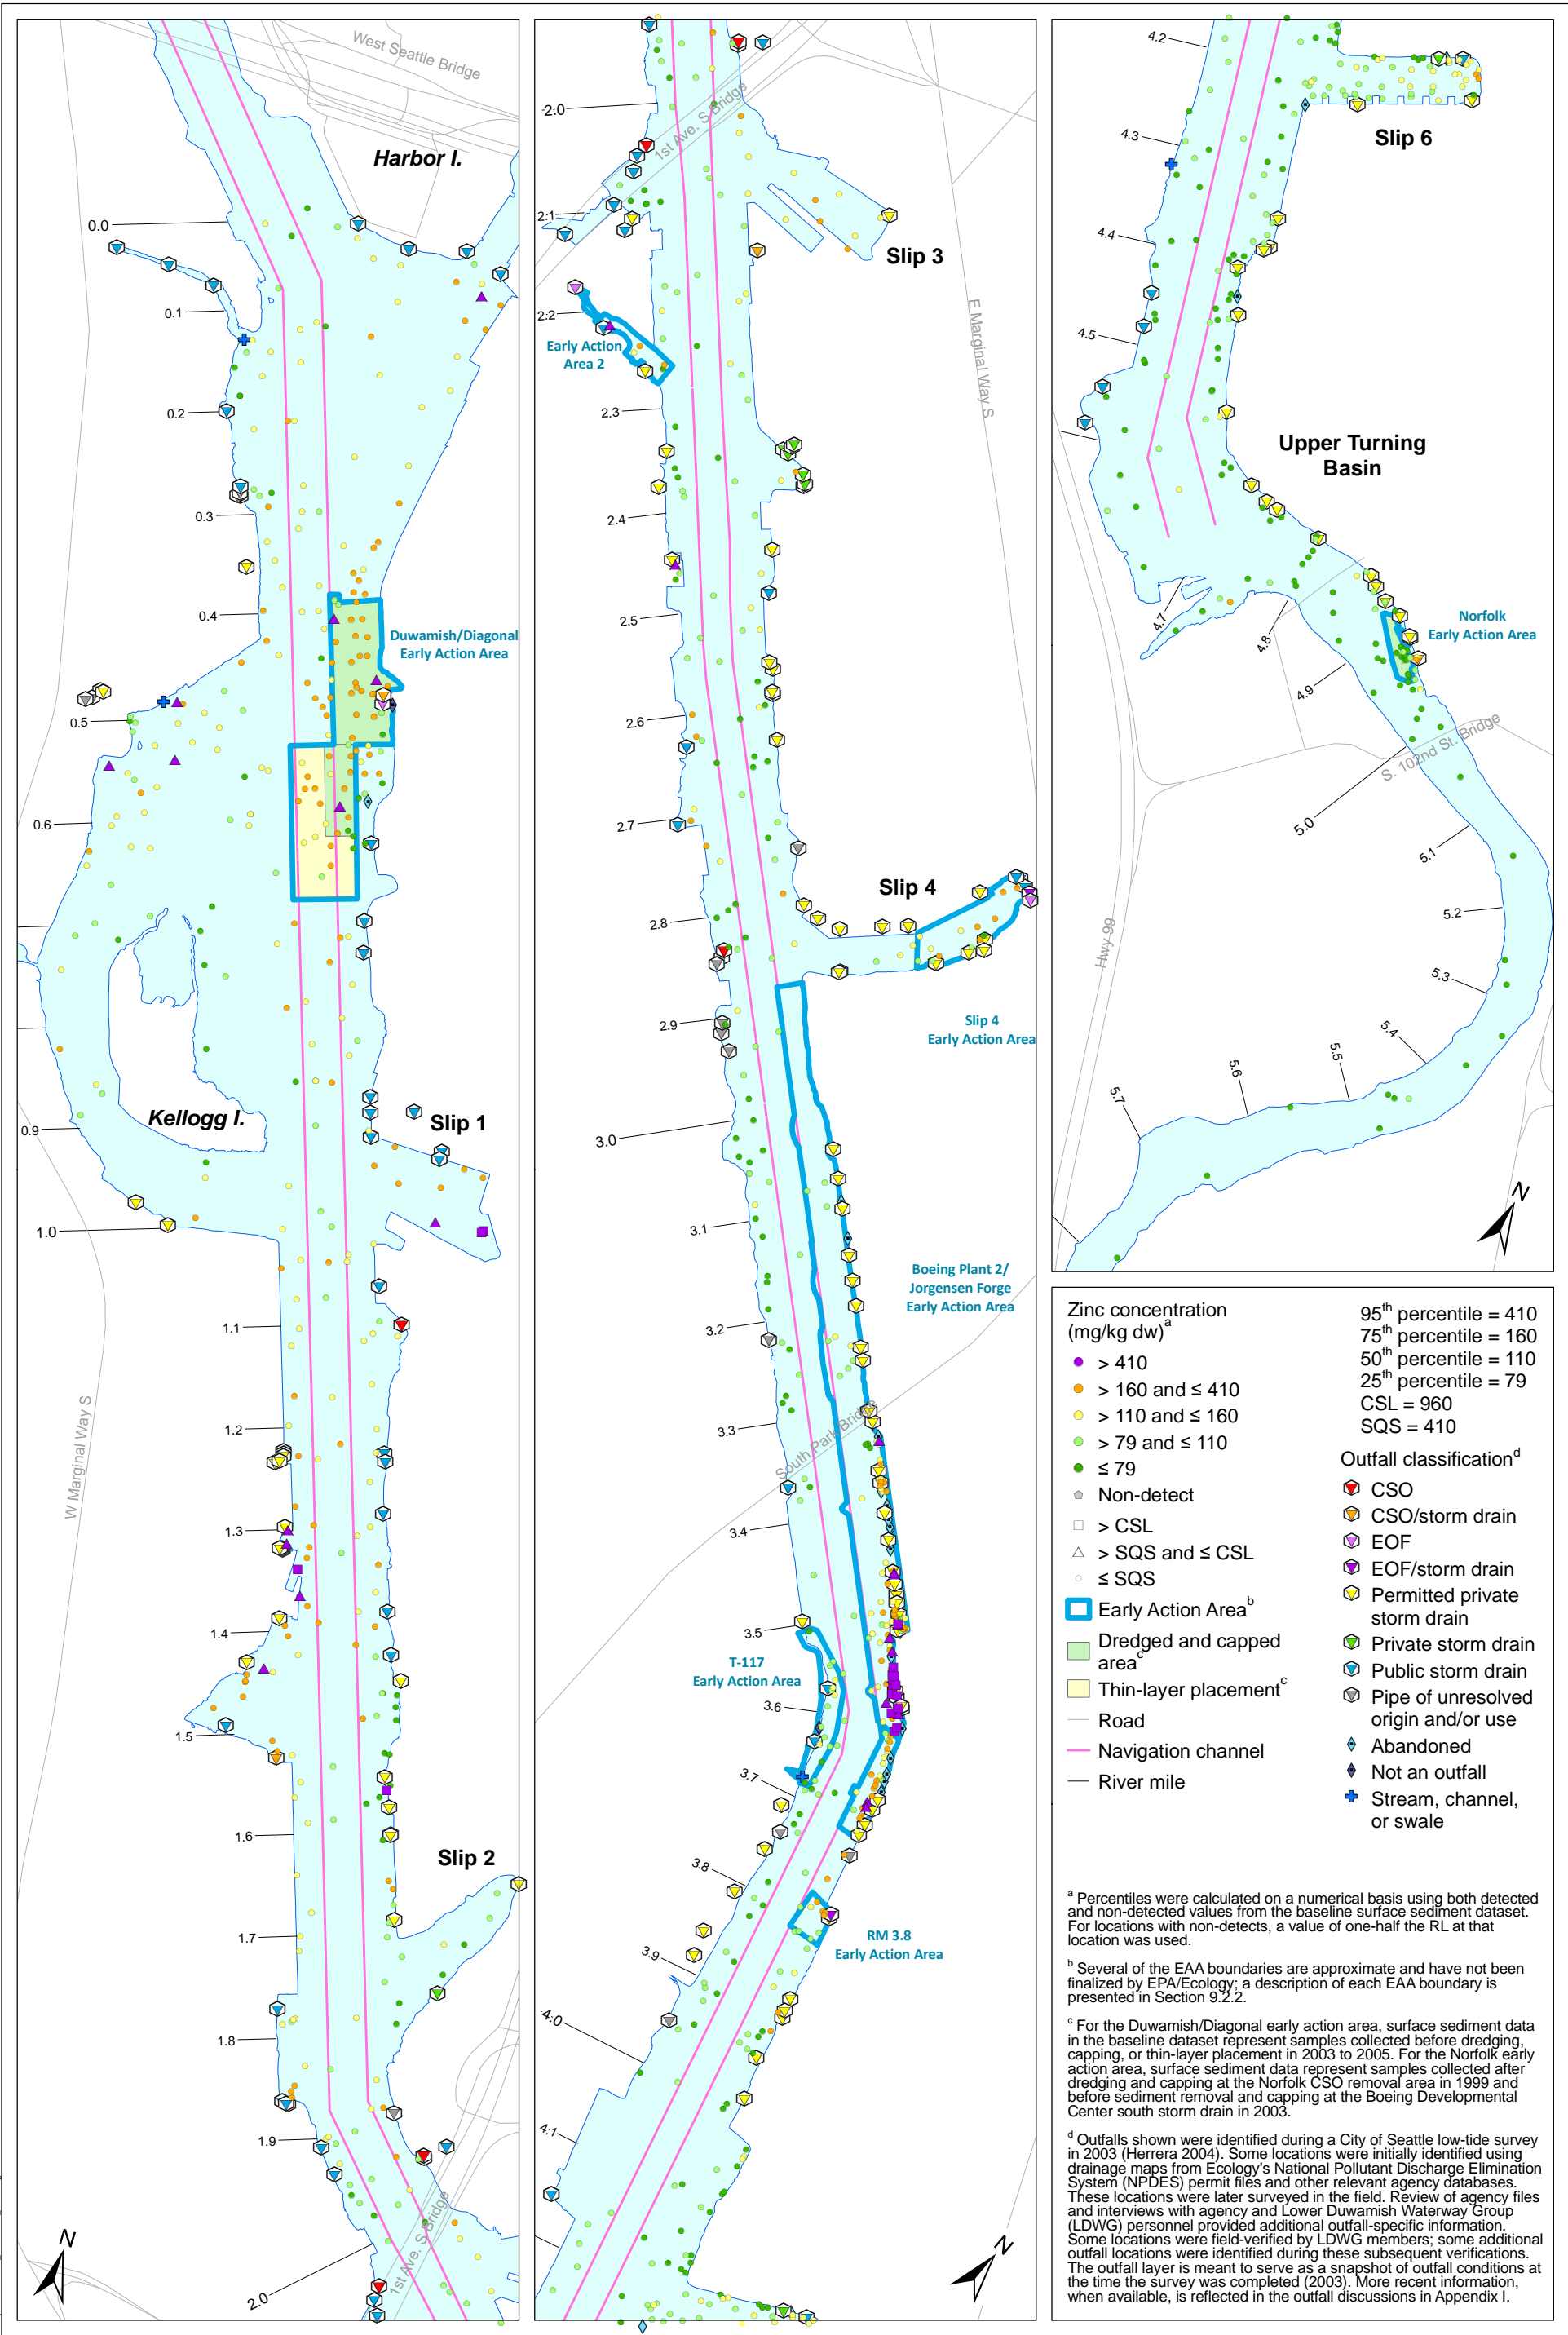 West Seattle Bridge
Harbor I.
0.0
0.1
0.2
0.3
0.4
Duwamish/Diagonal
Early Action Area
0.5
0.6
Kellogg I.
Slip 1
0.9
1.0
1.1
1.2
W Marginal Way S
1.3
1.4
1.5
1.6
Slip 2
1.7
1.8
1.9
1st Ave. S Bridge
2.0
N
2.0
1st Ave. S Bridge
2.1
Slip 3
2.2
Early Action
Area 2
E Marginal Way S
2.3
2.4
2.5
2.6
2.7
Slip 4
2.8
2.9
Slip 4
Early Action Area
3.0
3.1
Boeing Plant 2/
Jorgensen Forge
Early Action Area
3.2
3.3
South Park Bridge
3.4
3.5
T-117
Early Action Area
3.6
3.7
3.8
RM 3.8
Early Action Area
3.9
4.0
4.1
N
4.2
Slip 6
4.3
4.4
4.5
Upper Turning
Basin
4.7
4.8
Norfolk
Early Action Area
4.9
S. 102nd St. Bridge
5.0
5.1
5.2
Hwy 99
5.3
5.4
5.5
5.6
5.7
N
Zinc concentration
(mg/kg dw)a
> 410
> 160 and ≤ 410
> 110 and ≤ 160
> 79 and ≤ 110
≤ 79
Non-detect
> CSL
> SQS and ≤ CSL
≤ SQS
Early Action Areab
Dredged and capped
areac
Thin-layer placementc
Road
Navigation channel
River mile
95th percentile = 410
75th percentile = 160
50th percentile = 110
25th percentile = 79
CSL = 960
SQS = 410
Outfall classificationd
CSO
CSO/storm drain
EOF
EOF/storm drain
Permitted private
storm drain
Private storm drain
Public storm drain
Pipe of unresolved
origin and/or use
Abandoned
Not an outfall
Stream, channel,
or swale
a Percentiles were calculated on a numerical basis using both detected
and non-detected values from the baseline surface sediment dataset.
For locations with non-detects, a value of one-half the RL at that
location was used.
b Several of the EAA boundaries are approximate and have not been
finalized by EPA/Ecology; a description of each EAA boundary is
presented in Section 9.2.2.
c For the Duwamish/Diagonal early action area, surface sediment data
in the baseline dataset represent samples collected before dredging,
capping, or thin-layer placement in 2003 to 2005. For the Norfolk early
action area, surface sediment data represent samples collected after
dredging and capping at the Norfolk CSO removal area in 1999 and
before sediment removal and capping at the Boeing Developmental
Center south storm drain in 2003.
d Outfalls shown were identified during a City of Seattle low-tide survey
in 2003 (Herrera 2004). Some locations were initially identified using
drainage maps from Ecology's National Pollutant Discharge Elimination
System (NPDES) permit files and other relevant agency databases.
These locations were later surveyed in the field. Review of agency files
and interviews with agency and Lower Duwamish Waterway Group
(LDWG) personnel provided additional outfall-specific information.
Some locations were field-verified by LDWG members; some additional
outfall locations were identified during these subsequent verifications.
The outfall layer is meant to serve as a snapshot of outfall conditions at
the time the survey was completed (2003). More recent information,
when available, is reflected in the outfall discussions in Appendix I.